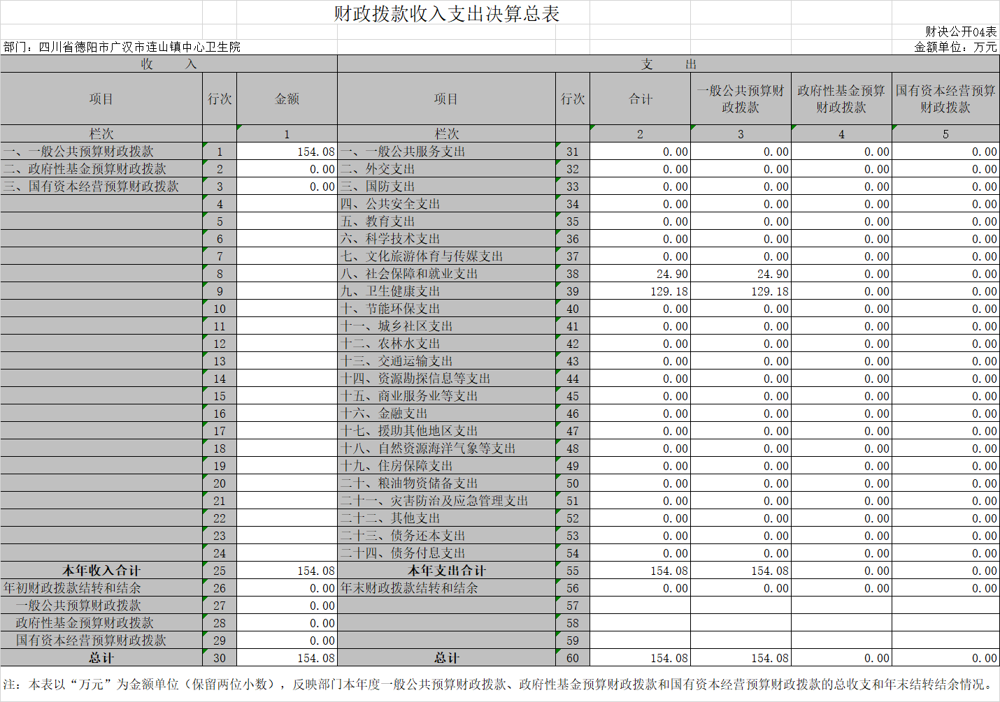 财政拨款收入支出决算总表
财决公开04表
部门：四川省德阳市广汉市连山镇中心卫生院 金额单位：万元
收 入 支 出
项目 行次 金额 项目 行次 合计 一般公共预算财政拨款 政府性基金预算财政拨款 国有资本经营预算财政拨款
栏次 1 栏次 2 3 4 5
一、一般公共预算财政拨款 1 154.08 一、一般公共服务支出 31 0.00 0.00 0.00 0.00
二、政府性基金预算财政拨款 2 0.00 二、外交支出 32 0.00 0.00 0.00 0.00
三、国有资本经营预算财政拨款 3 0.00 三、国防支出 33 0.00 0.00 0.00 0.00
4 四、公共安全支出 34 0.00 0.00 0.00 0.00
5 五、教育支出 35 0.00 0.00 0.00 0.00
6 六、科学技术支出 36 0.00 0.00 0.00 0.00
7 七、文化旅游体育与传媒支出 37 0.00 0.00 0.00 0.00
8 八、社会保障和就业支出 38 24.90 24.90 0.00 0.00
9 九、卫生健康支出 39 129.18 129.18 0.00 0.00
10 十、节能环保支出 40 0.00 0.00 0.00 0.00
11 十一、城乡社区支出 41 0.00 0.00 0.00 0.00
12 十二、农林水支出 42 0.00 0.00 0.00 0.00
13 十三、交通运输支出 43 0.00 0.00 0.00 0.00
14 十四、资源勘探信息等支出 44 0.00 0.00 0.00 0.00
15 十五、商业服务业等支出 45 0.00 0.00 0.00 0.00
16 十六、金融支出 46 0.00 0.00 0.00 0.00
17 十七、援助其他地区支出 47 0.00 0.00 0.00 0.00
18 十八、自然资源海洋气象等支出 48 0.00 0.00 0.00 0.00
19 十九、住房保障支出 49 0.00 0.00 0.00 0.00
20 二十、粮油物资储备支出 50 0.00 0.00 0.00 0.00
21 二十一、灾害防治及应急管理支出 51 0.00 0.00 0.00 0.00
22 二十二、其他支出 52 0.00 0.00 0.00 0.00
23 二十三、债务还本支出 53 0.00 0.00 0.00 0.00
24 二十四、债务付息支出 54 0.00 0.00 0.00 0.00
本年收入合计 25 154.08 本年支出合计 55 154.08 154.08 0.00 0.00
年初财政拨款结转和结余 26 0.00 年末财政拨款结转和结余 56 0.00 0.00 0.00 0.00
一般公共预算财政拨款 27 0.00 57
政府性基金预算财政拨款 28 0.00 58
国有资本经营预算财政拨款 29 0.00 59
总计 30 154.08 总计 60 154.08 154.08 0.00 0.00
注：本表以“万元”为金额单位（保留两位小数），反映部门本年度一般公共预算财政拨款、政府性基金预算财政拨款和国有资本经营预算财政拨款的总收支和年末结转结余情况。